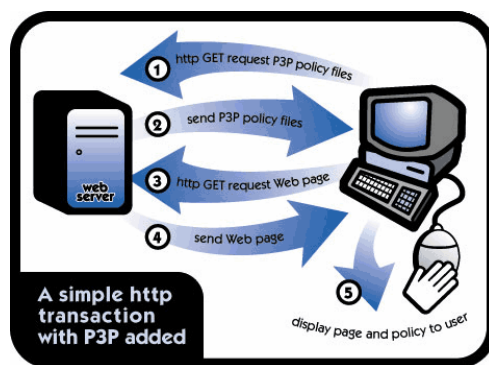 1 http GET request P3P policy files
2 send P3P policy files
3 http GET request Web page
4 send Web page
5
display page and policy to user
web
server
A simple http
transaction
with P3P added